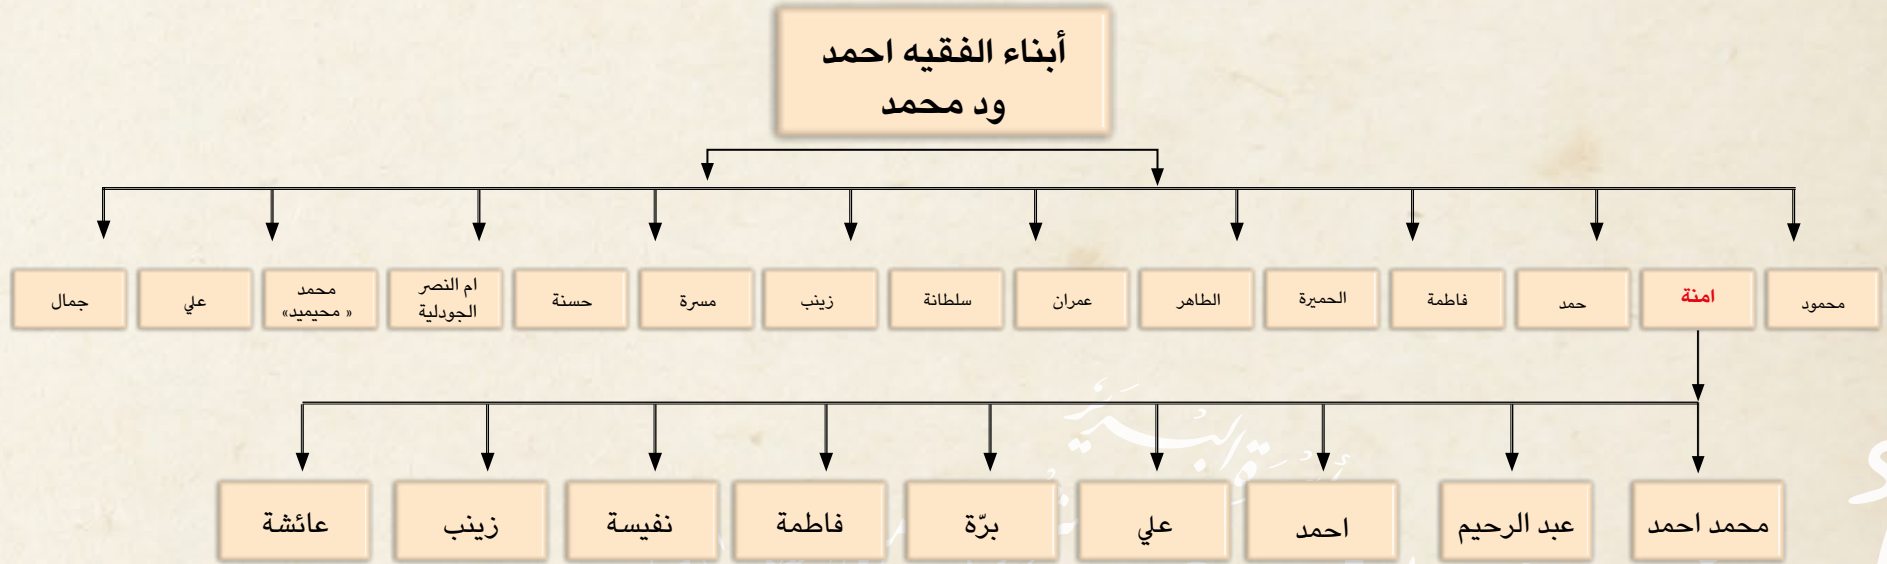 أبناء الفقيه احمد
ود محمد
محمود
امنة
حمد
فاطمة
الحميرة
الطاهر
عمران
سلطانة
زينب
مسرة
حسنة
ام النصر
الجودلية
محمد
« محيميد»
علي
جمال
محمد احمد
عبد الرحيم
احمد
علي
برّة
فاطمة
نفيسة
زينب
عائشة